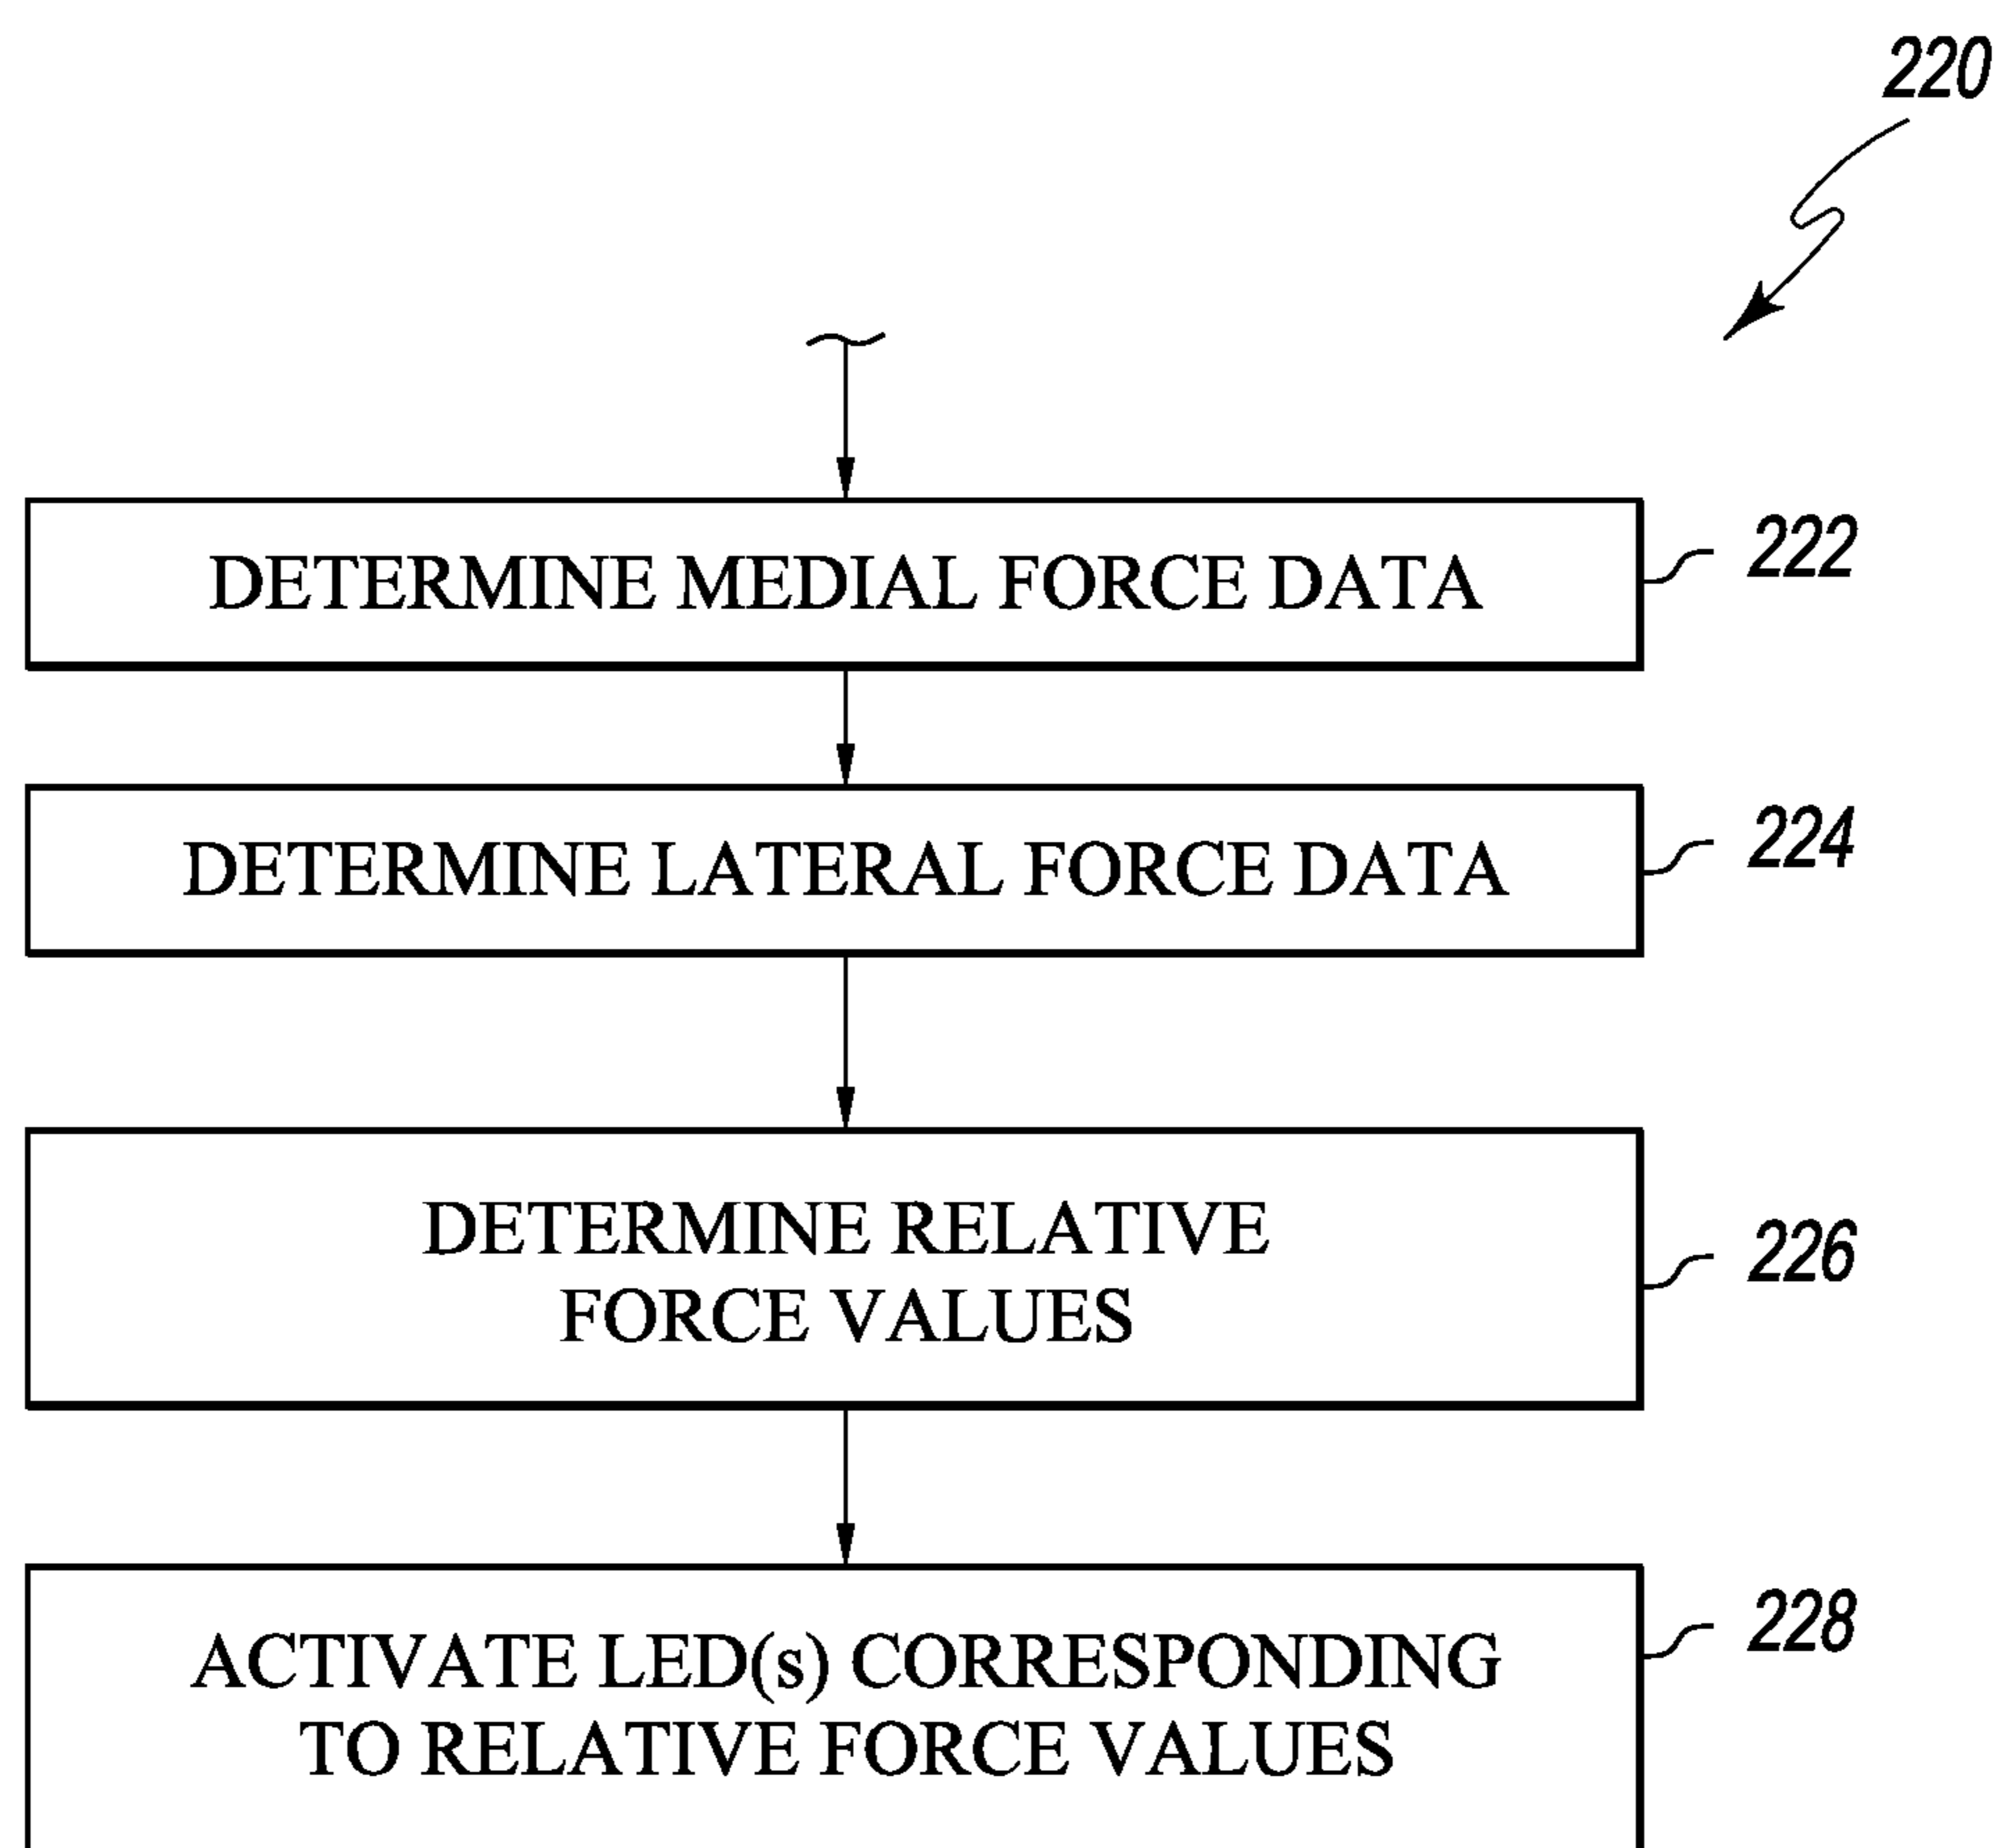 220
DETERMINE MEDIAL FORCE DATA
222
DETERMINE LATERAL FORCE DATA
224
DETERMINE RELATIVE
FORCE VALUES
226
ACTIVATE LED(s) CORRESPONDING
TO RELATIVE FORCE VALUES
228